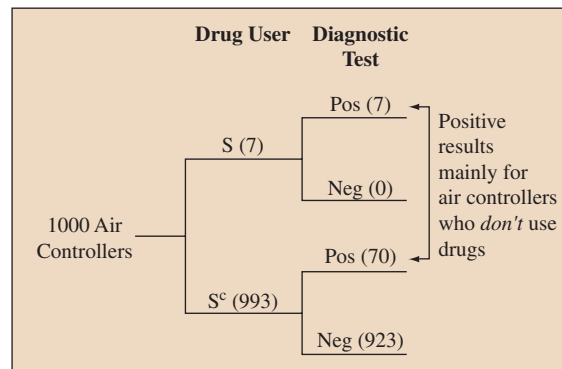 Drug User
Diagnostic
Test
1000 Air
Controllers
S (7)
Pos (7)
Neg (0)
Sᶜ (993)
Pos (70)
Neg (923)
Positive
results
mainly for
air controllers
who don't use
drugs